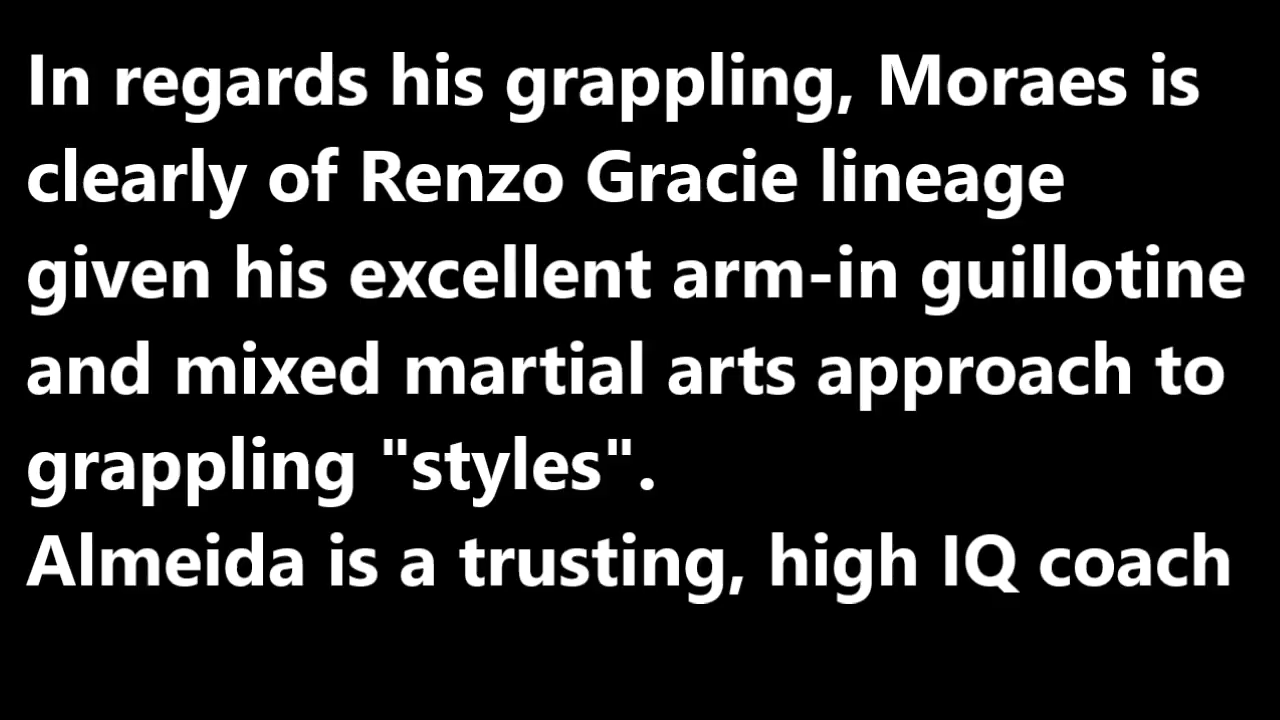 In regards his grappling, Moraes is
clearly of Renzo Gracie lineage
given his excellent arm-in guillotine
and mixed martial arts approach to
grappling "styles".
Almeida is a trusting, high IQ coach